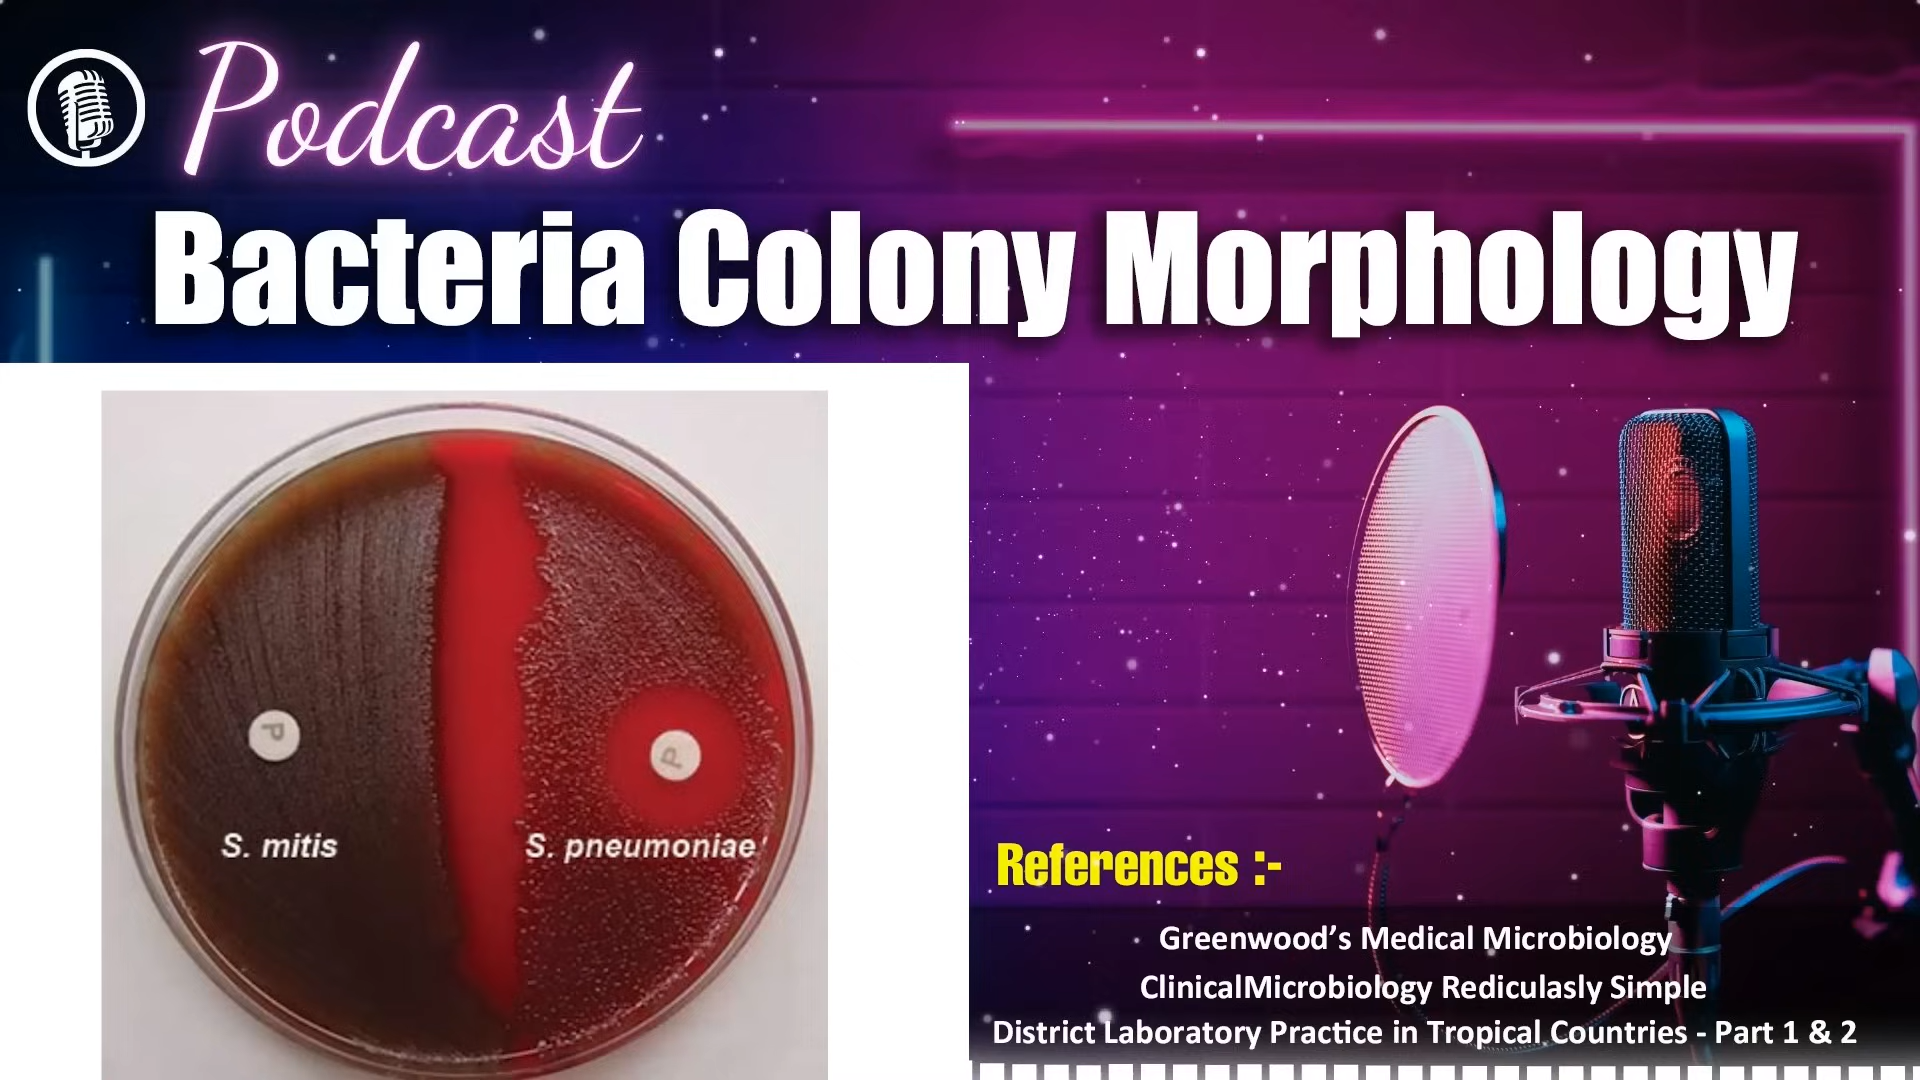 Podcast
Bacteria Colony Morphology
P
P
S. mitis
S. pneumoniae
References :-
Greenwood’s Medical Microbiology
ClinicalMicrobiology Rediculasly Simple
District Laboratory Practice in Tropical Countries - Part 1 & 2